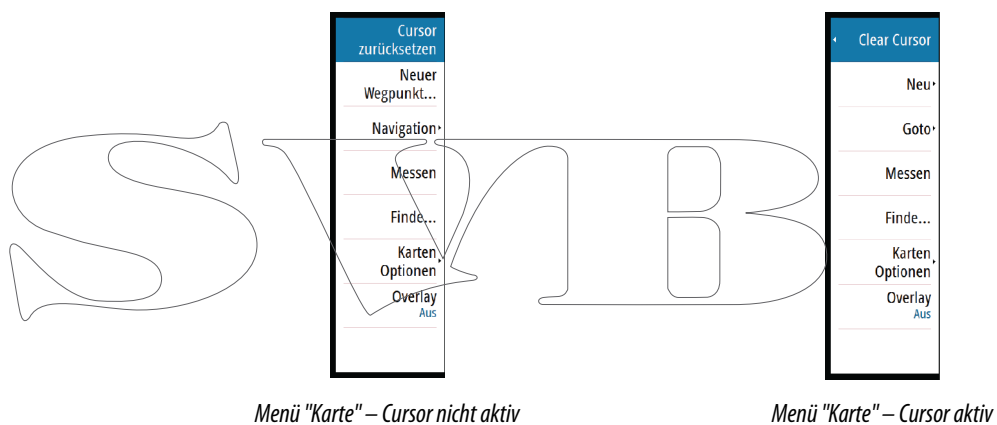 Cursor
zurücksetzen
Neuer
Wegpunkt...
Navigation
Messen
Finde...
Karten
Optionen
Overlay
Aus
Menü "Karte" – Cursor nicht aktiv
Clear Cursor
Neu
Goto
Messen
Finde...
Karten
Optionen
Overlay
Aus
Menü "Karte" – Cursor aktiv
SVB